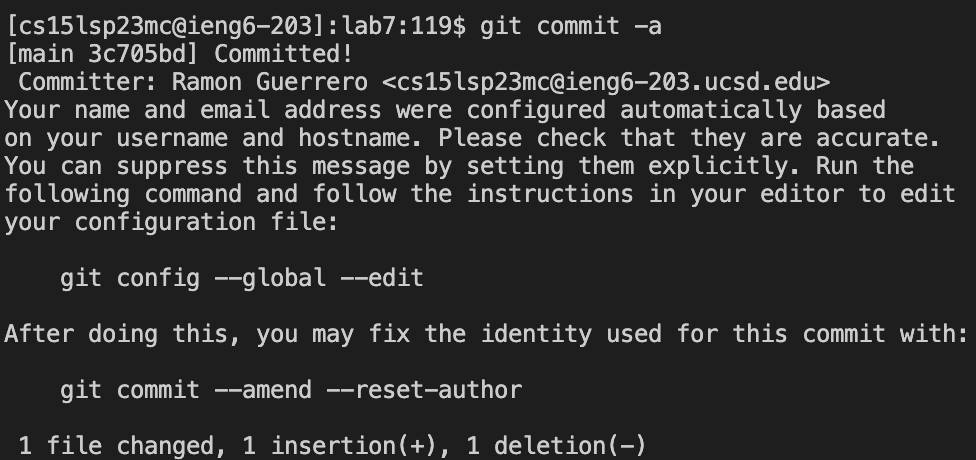 [cs15lsp23mc@ieng6-203]:lab7:119$ git commit -a
[main 3c705bd] Committed!
 Committer: Ramon Guerrero <cs15lsp23mc@ieng6-203.ucsd.edu>
Your name and email address were configured automatically based
on your username and hostname. Please check that they are accurate.
You can suppress this message by setting them explicitly. Run the
following command and follow the instructions in your editor to edit
your configuration file:

    git config --global --edit

After doing this, you may fix the identity used for this commit with:

    git commit --amend --reset-author

 1 file changed, 1 insertion(+), 1 deletion(-)